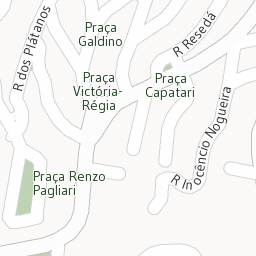 Praça
Galdino
R Resedá
R dos Plátanos
Praça
Victória-
Régia
Praça
Capatari
R Inocêncio Nogueira
Praça Renzo
Pagliari